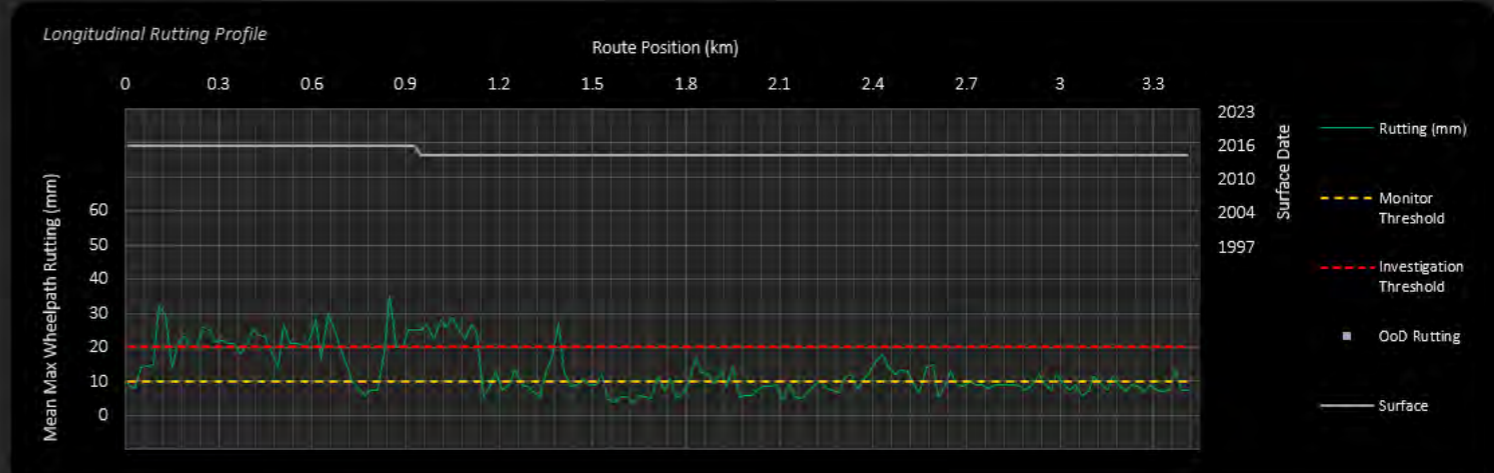 Longitudinal Rutting Profile
Route Position (km)
0 0.3 0.6 0.9 1.2 1.5 1.8 2.1 2.4 2.7 3 3.3
Mean Max Wheelpath Rutting (mm)
60
50
40
30
20
10
0
2023
2016
2010
2004
1997
Surface Date
Rutting (mm)
Monitor
Threshold
Investigation
Threshold
OoD Rutting
Surface